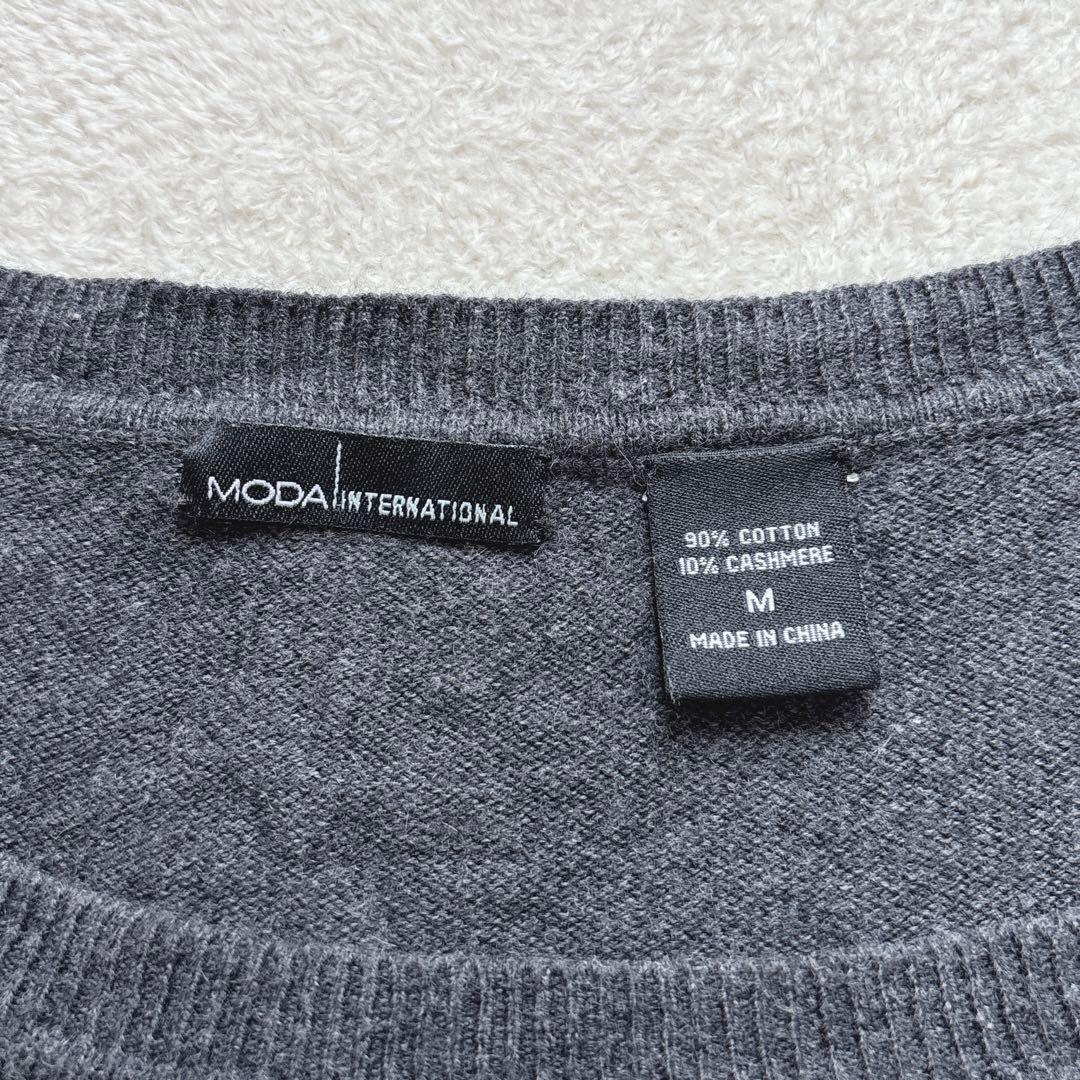 MODA INTERNATIONAL
90% COTTON
10% CASHMERE
M
MADE IN CHINA